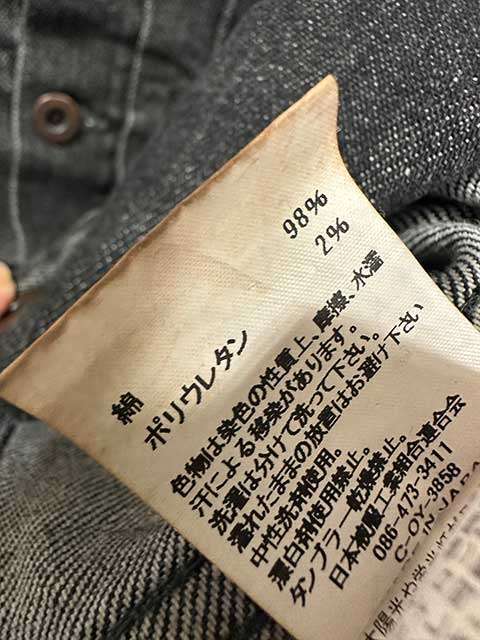 綿 98%
ポリウレタン 2%
色物は染色の性質上、摩擦、水濡
汗による移染があります。
洗濯は分けて洗って下さい。
濡れたままの放置はお避け下さい
中性洗剤使用。
漂白剤使用禁止。
タンブラー乾燥禁止。
日本被服工業組合連合会
086-473-3411
C-OY-3858